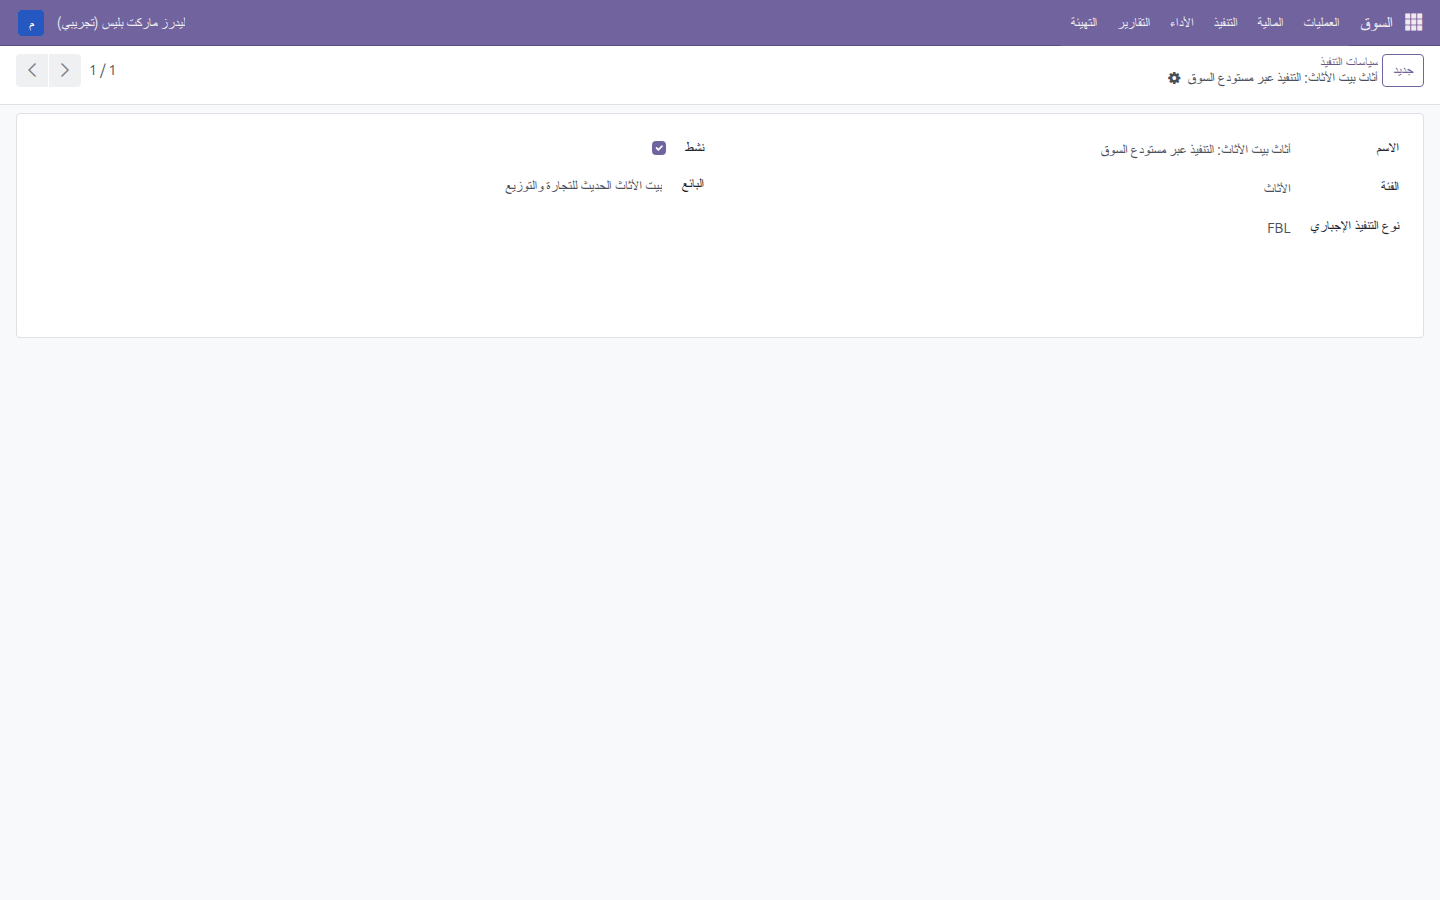 السوق العمليات المالية التنفيذ الأداء التقارير التهيئة ليدرز ماركت بليس (تجريبي) م
جديد سياسات التنفيذ
أثاث بيت الأثاث: التنفيذ عبر مستودع السوق
1 / 1
الاسم أثاث بيت الأثاث: التنفيذ عبر مستودع السوق
الفئة الأثاث
نوع التنفيذ الإجباري FBL
نشط
البائع بيت الأثاث الحديث للتجارة والتوزيع